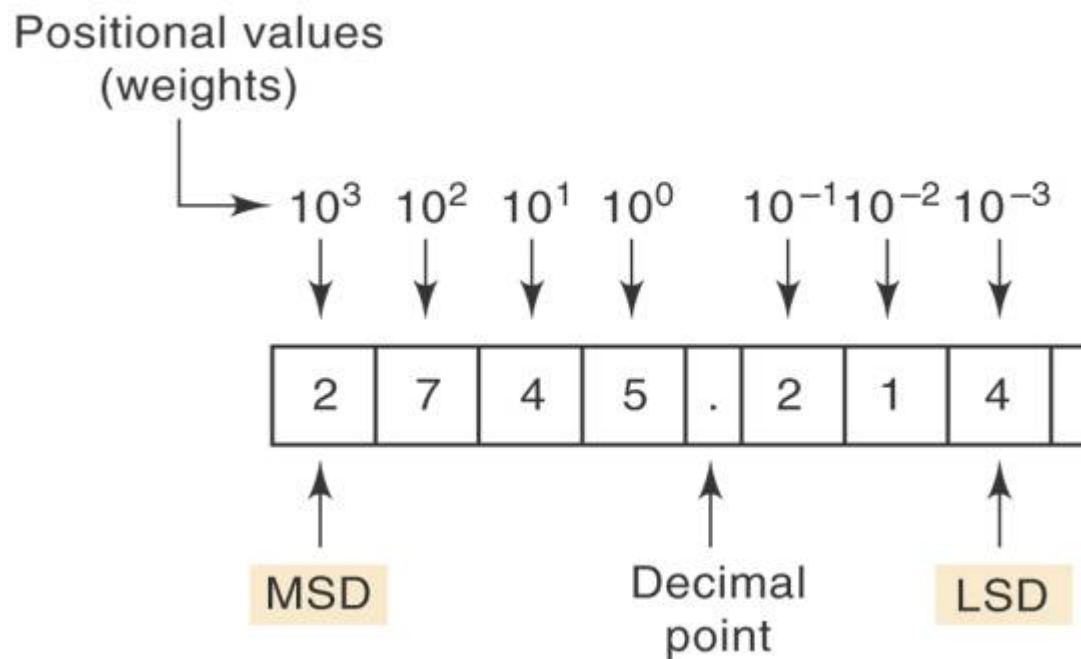 Positional values
(weights)
10³ 10² 10¹ 10⁰ 10⁻¹ 10⁻² 10⁻³
2 7 4 5 . 2 1 4
MSD Decimal point LSD